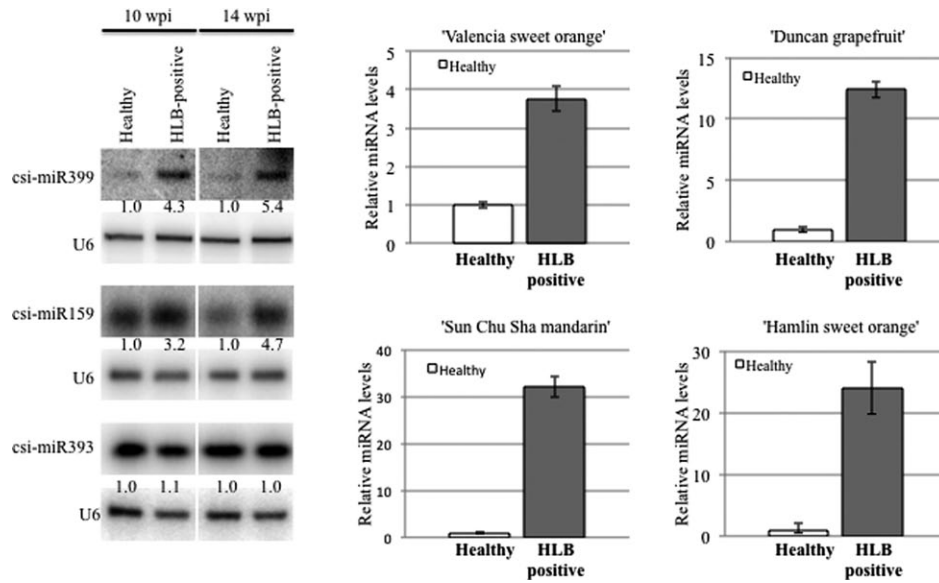 10 wpi 14 wpi
Healthy
HLB-positive
Healthy
HLB-positive
csi-miR399
1.0 4.3 1.0 5.4
U6
csi-miR159
1.0 3.2 1.0 4.7
U6
csi-miR393
1.0 1.1 1.0 1.0
U6
'Valencia sweet orange'
Relative miRNA levels
5
4
3
2
1
0
Healthy
Healthy HLB
positive
'Duncan grapefruit'
Relative miRNA levels
15
10
5
0
Healthy
Healthy HLB
positive
'Sun Chu Sha mandarin'
Relative miRNA levels
40
30
20
10
0
Healthy
Healthy HLB
positive
'Hamlin sweet orange'
Relative miRNA levels
30
20
10
0
Healthy
Healthy HLB
positive